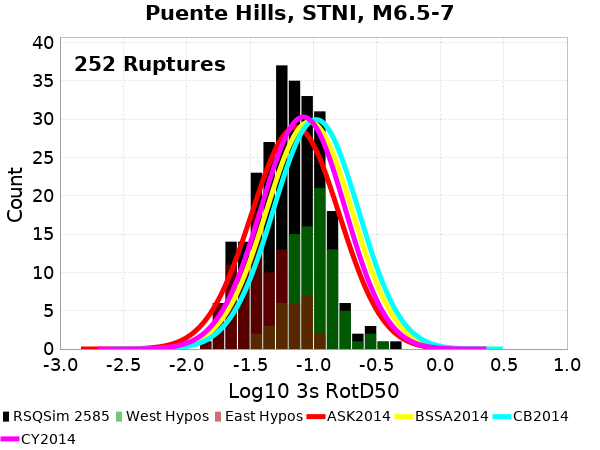 Puente Hills, STNI, M6.5-7
252 Ruptures
40
35
30
25
20
15
10
5
0
Count
-3.0 -2.5 -2.0 -1.5 -1.0 -0.5 0.0 0.5 1.0
Log10 3s RotD50
RSQSim 2585 West Hypos East Hypos ASK2014 BSSA2014 CB2014
CY2014